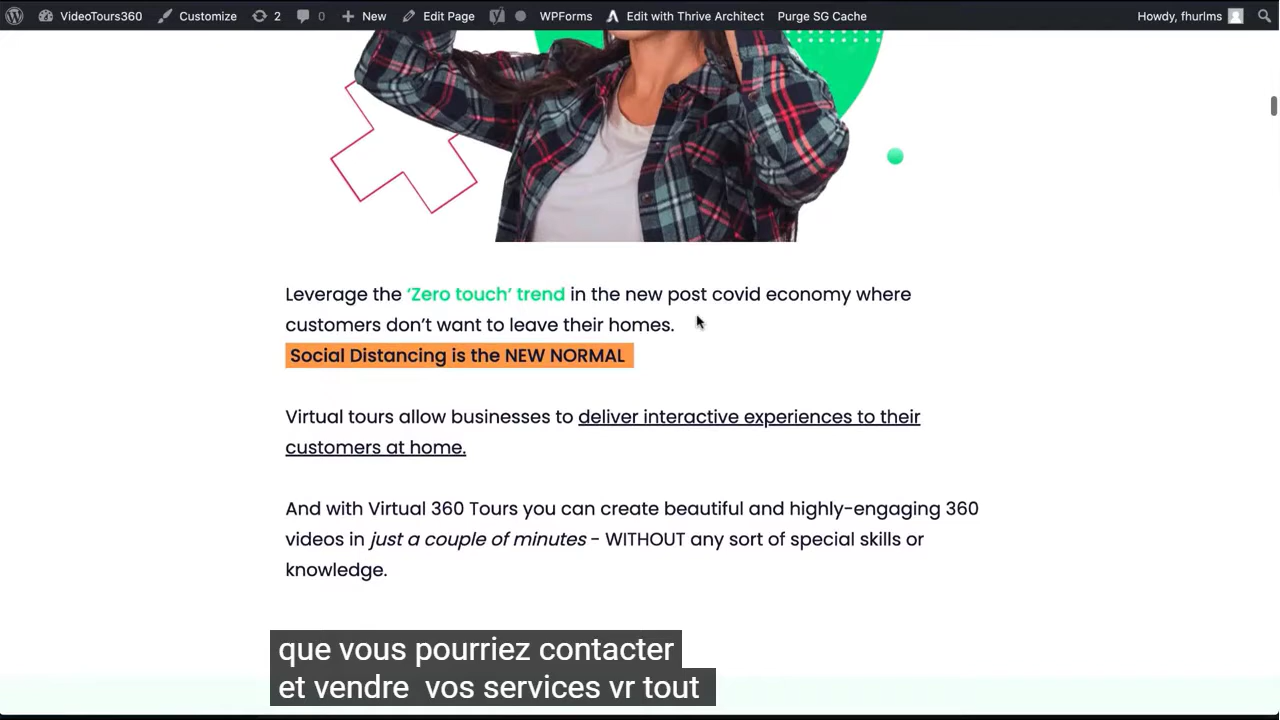 VideoTours360 Customize 2 0 New Edit Page WPForms Edit with Thrive Architect Purge SG Cache Howdy, fhurlms
Leverage the ‘Zero touch’ trend in the new post covid economy where
customers don’t want to leave their homes.
Social Distancing is the NEW NORMAL
Virtual tours allow businesses to deliver interactive experiences to their
customers at home.
And with Virtual 360 Tours you can create beautiful and highly-engaging 360
videos in just a couple of minutes - WITHOUT any sort of special skills or
knowledge.
que vous pourriez contacter
et vendre vos services vr tout